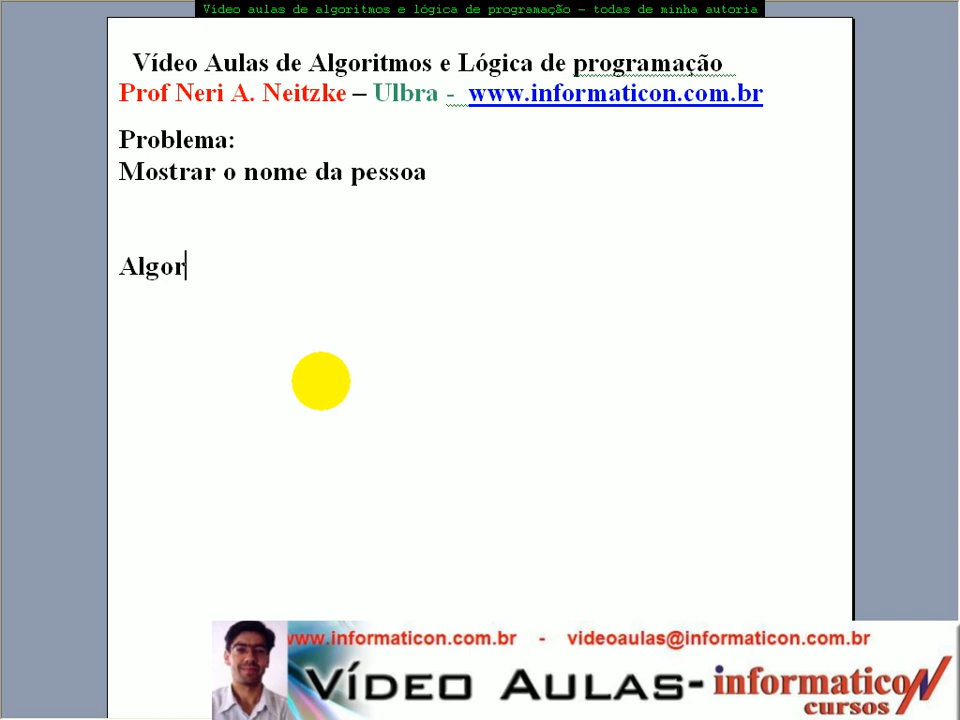 Vídeo aulas de algoritmos e lógica de programação - todas de minha autoria
Vídeo Aulas de Algoritmos e Lógica de programação
Prof Neri A. Neitzke – Ulbra - www.informaticon.com.br
Problema:
Mostrar o nome da pessoa
Algor
www.informaticon.com.br - videoaulas@informaticon.com.br
VÍDEO AULAS- informaticoN
cursos